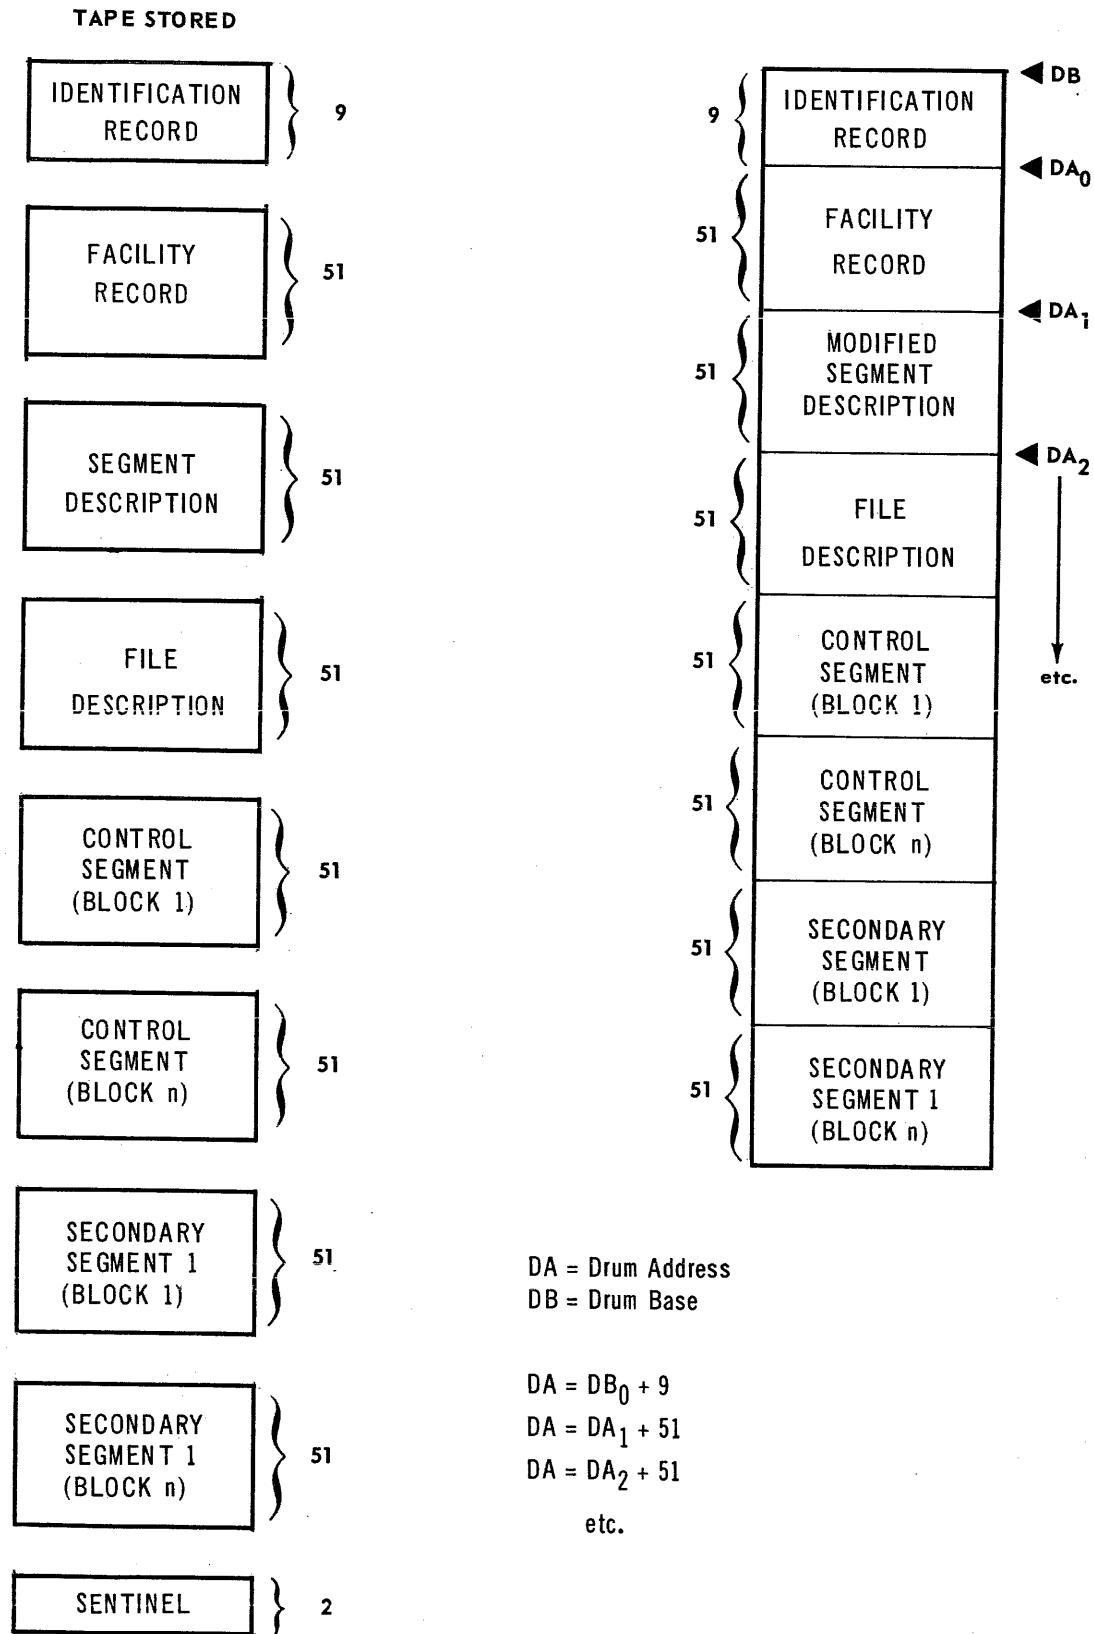 TAPE STORED
IDENTIFICATION
RECORD
9
FACILITY
RECORD
51
SEGMENT
DESCRIPTION
51
FILE
DESCRIPTION
51
CONTROL
SEGMENT
(BLOCK 1)
51
CONTROL
SEGMENT
(BLOCK n)
51
SECONDARY
SEGMENT 1
(BLOCK 1)
51
SECONDARY
SEGMENT 1
(BLOCK n)
51
SENTINEL
2
DB
9
IDENTIFICATION
RECORD
DA0
51
FACILITY
RECORD
DA1
51
MODIFIED
SEGMENT
DESCRIPTION
DA2
51
FILE
DESCRIPTION
etc.
51
CONTROL
SEGMENT
(BLOCK 1)
51
CONTROL
SEGMENT
(BLOCK n)
51
SECONDARY
SEGMENT
(BLOCK 1)
51
SECONDARY
SEGMENT 1
(BLOCK n)
DA = Drum Address
DB = Drum Base
DA = DB0 + 9
DA = DA1 + 51
DA = DA2 + 51
etc.